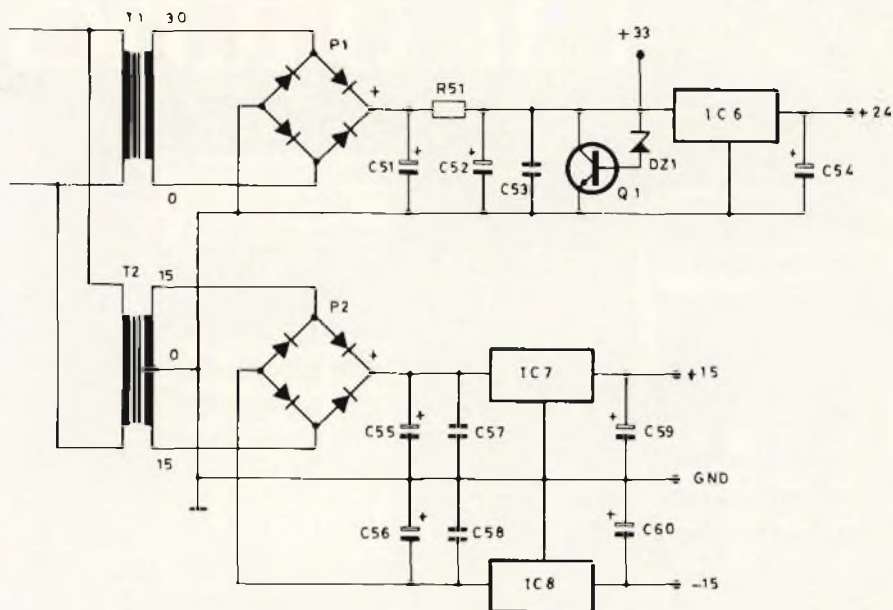 T1
30
P1
+
R51
+33
IC6
+24
C51
+
C52
+
C53
Q1
DZ1
+
C54
0
T2
15
0
15
P2
+
IC7
+15
C55
+
C57
+
C59
GND
C56
+
C58
+
C60
IC8
-15